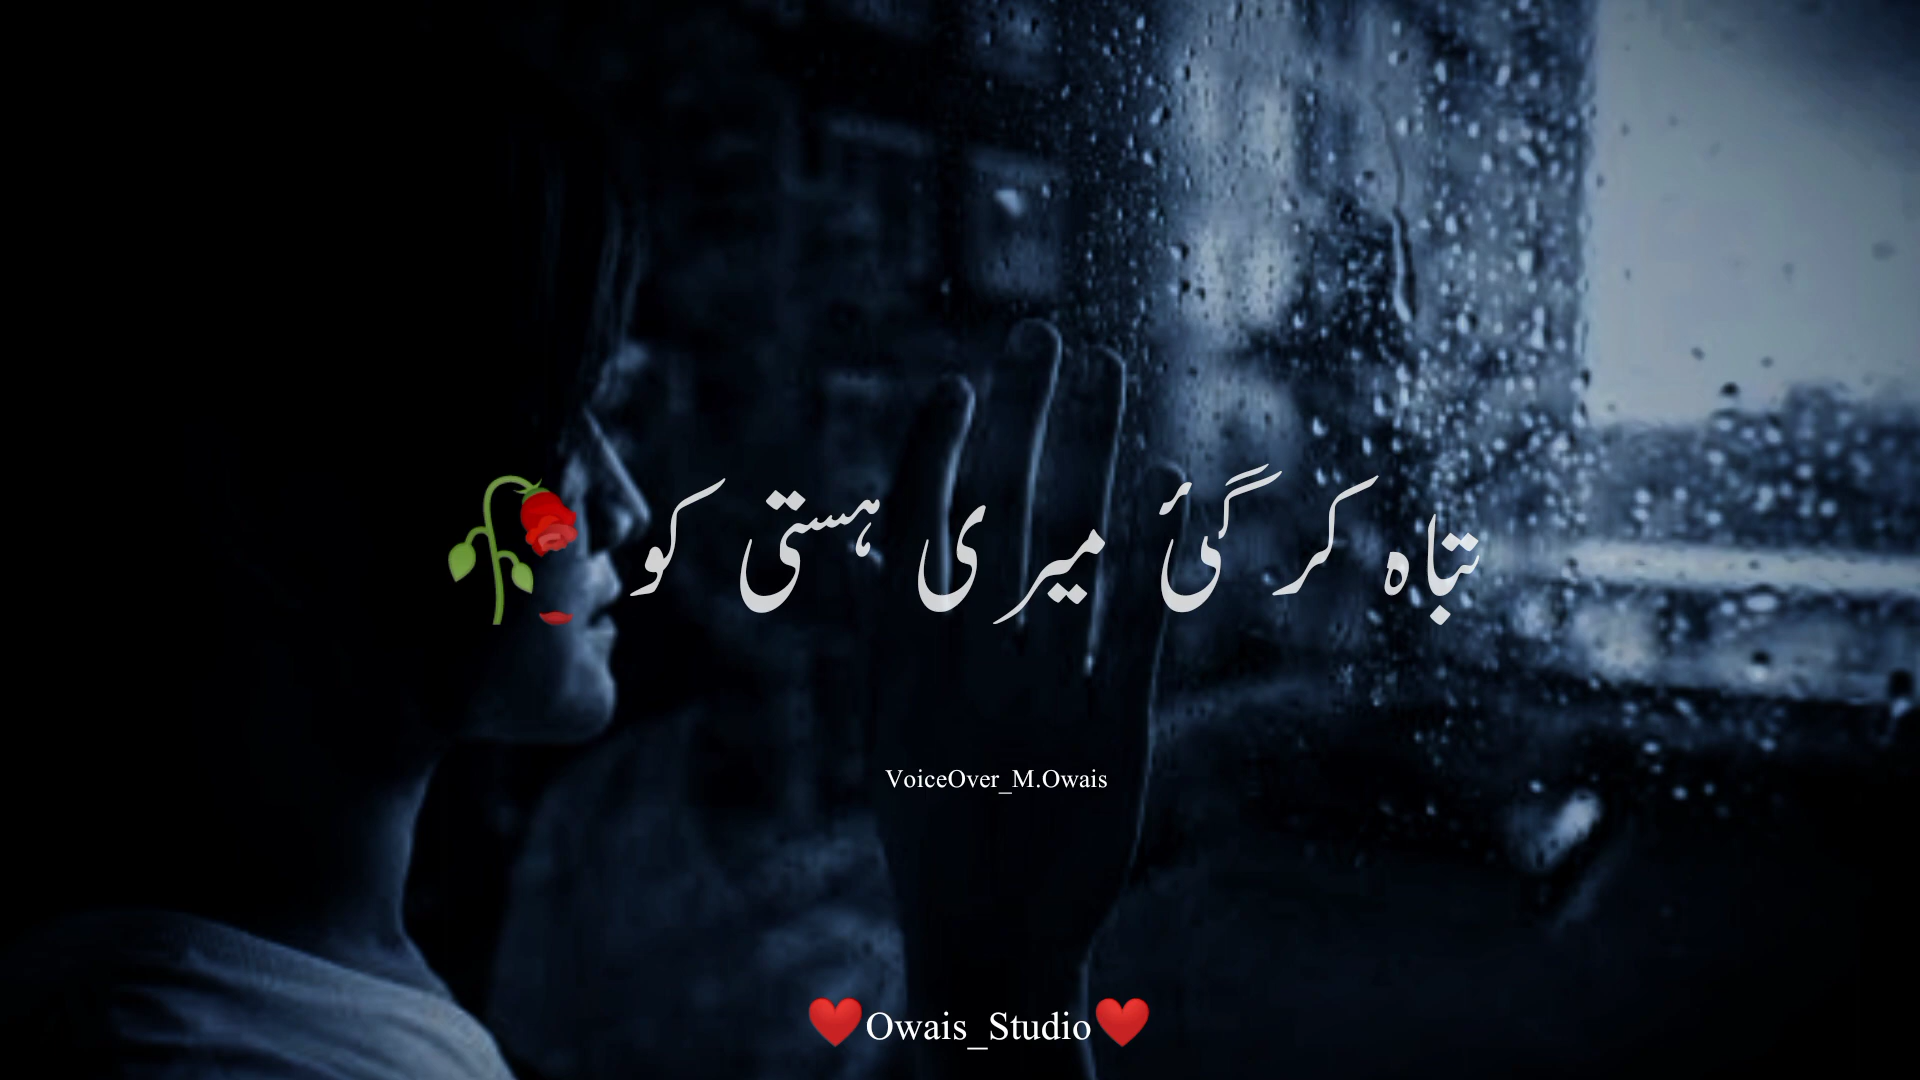 تباہ کر گئ میری ہستی کو 🥀
VoiceOver_M.Owais
❤️Owais_Studio❤️